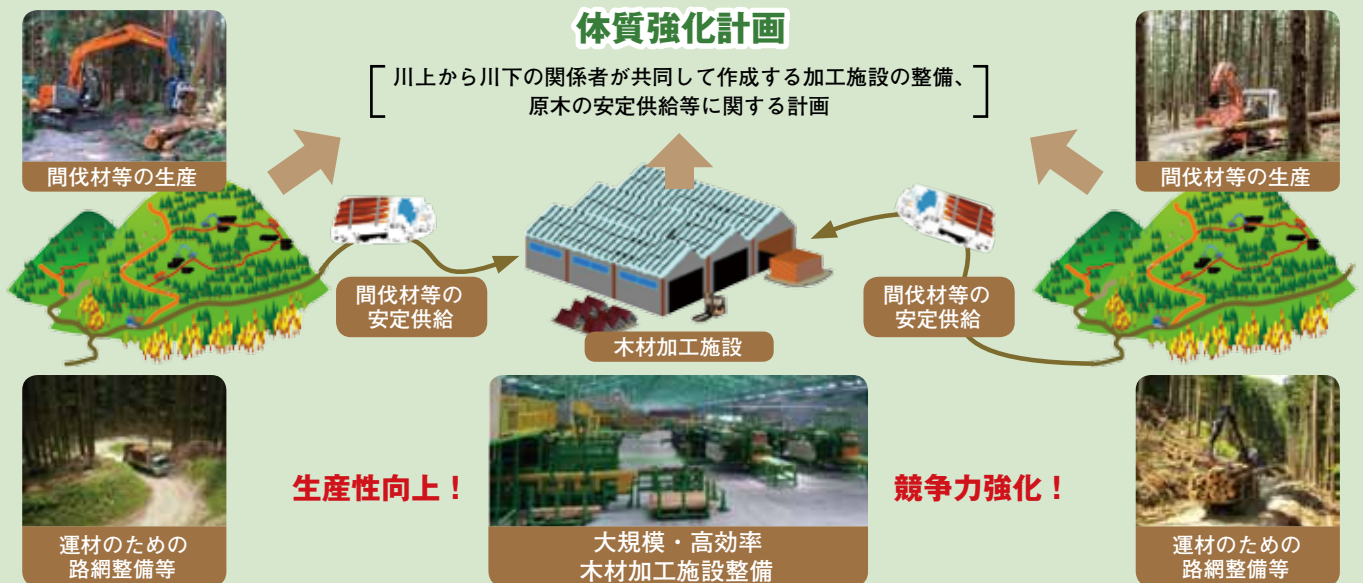 体質強化計画
川上から川下の関係者が共同して作成する加工施設の整備、
原木の安定供給等に関する計画
間伐材等の生産
間伐材等の生産
間伐材等の
安定供給
間伐材等の
安定供給
木材加工施設
生産性向上！
競争力強化！
運材のための
路網整備等
大規模・高効率
木材加工施設整備
運材のための
路網整備等